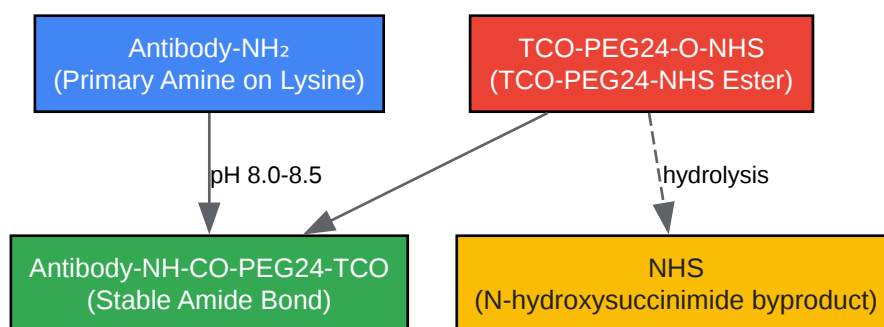 Antibody-NH₂
(Primary Amine on Lysine)
TCO-PEG24-O-NHS
(TCO-PEG24-NHS Ester)
pH 8.0-8.5
hydrolysis
Antibody-NH-CO-PEG24-TCO
(Stable Amide Bond)
NHS
(N-hydroxysuccinimide byproduct)